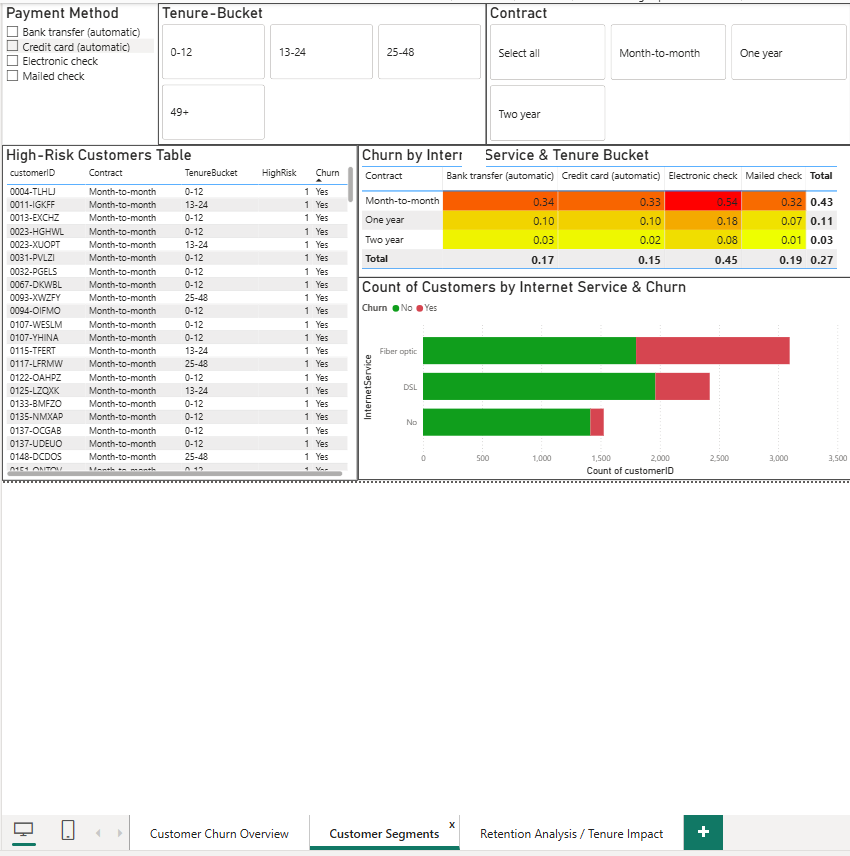 Payment Method
Bank transfer (automatic)
Credit card (automatic)
Electronic check
Mailed check
Tenure-Bucket
0-12
13-24
25-48
49+
Contract
Select all
Month-to-month
One year
Two year
High-Risk Customers Table
customerID Contract TenureBucket HighRisk Churn
0004-TLHLJ Month-to-month 0-12 1 Yes
0011-IGKFF Month-to-month 13-24 1 Yes
0013-EXCHZ Month-to-month 0-12 1 Yes
0023-HGHWL Month-to-month 0-12 1 Yes
0023-XUOPT Month-to-month 13-24 1 Yes
0031-PVLZI Month-to-month 0-12 1 Yes
0032-PGELS Month-to-month 0-12 1 Yes
0067-DKWBL Month-to-month 0-12 1 Yes
0093-XWZFY Month-to-month 25-48 1 Yes
0094-OIFMO Month-to-month 0-12 1 Yes
0107-WESLM Month-to-month 0-12 1 Yes
0107-YHINA Month-to-month 0-12 1 Yes
0115-TFERT Month-to-month 13-24 1 Yes
0117-LFRMW Month-to-month 25-48 1 Yes
0122-OAHPZ Month-to-month 0-12 1 Yes
0125-LZQXK Month-to-month 13-24 1 Yes
0133-BMFZO Month-to-month 0-12 1 Yes
0135-NMXAP Month-to-month 0-12 1 Yes
0137-OCGAB Month-to-month 0-12 1 Yes
0137-UDEUO Month-to-month 0-12 1 Yes
0148-DCDOS Month-to-month 25-48 1 Yes
Churn by Interr Service & Tenure Bucket
Contract Bank transfer (automatic) Credit card (automatic) Electronic check Mailed check Total
Month-to-month 0.34 0.33 0.54 0.32 0.43
One year 0.10 0.10 0.18 0.07 0.11
Two year 0.03 0.02 0.08 0.01 0.03
Total 0.17 0.15 0.45 0.19 0.27
Count of Customers by Internet Service & Churn
Churn No Yes
InternetService
Fiber optic
DSL
No
0 500 1,000 1,500 2,000 2,500 3,000 3,500
Count of customerID
Customer Churn Overview
Customer Segments x
Retention Analysis / Tenure Impact
+